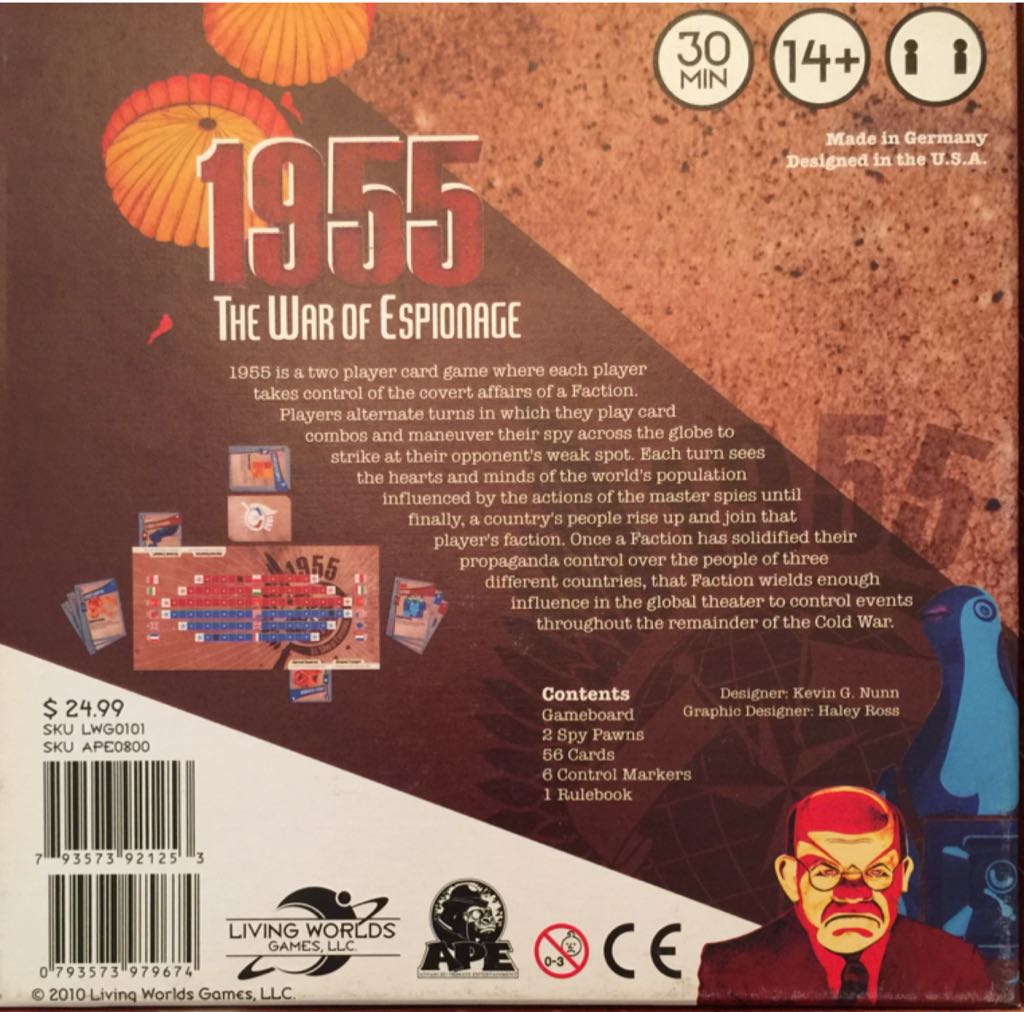 30
MIN
14+
Made in Germany
Designed in the U.S.A.
1955
THE WAR OF ESPIONAGE
1955 is a two player card game where each player
takes control of the covert affairs of a Faction.
Players alternate turns in which they play card
combos and maneuver their spy across the globe to
strike at their opponent's weak spot. Each turn sees
the hearts and minds of the world's population
influenced by the actions of the master spies until
finally, a country's people rise up and join that
player's faction. Once a Faction has solidified their
propaganda control over the people of three
different countries, that Faction wields enough
influence in the global theater to control events
throughout the remainder of the Cold War.
1955
1955
Contents
Gameboard
2 Spy Pawns
56 Cards
6 Control Markers
1 Rulebook
Designer: Kevin G. Nunn
Graphic Designer: Haley Ross
$ 24.99
SKU LWG0101
SKU APE0800
7 93573 92125 3
0 793573 979674
LIVING WORLDS
GAMES, LLC.
APE
0-3
CE
© 2010 Living Worlds Games, LLC.